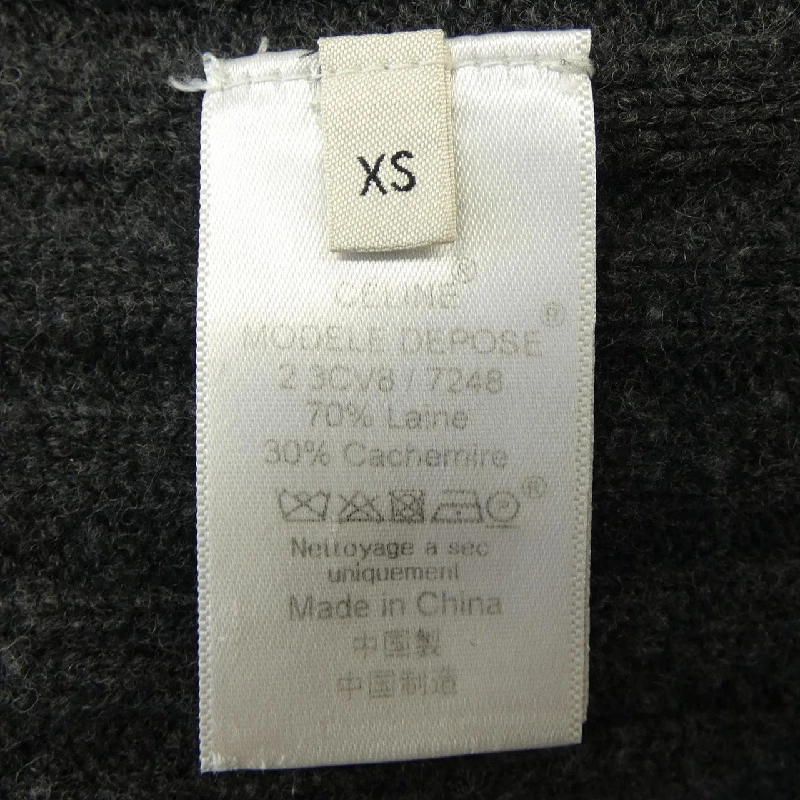 XS
CELINE®
MODELE DEPOSE®
2 3CV8 / 7248
70% Laine
30% Cachemire
®
Nettoyage a sec
uniquement
Made in China
中国製
中国制造